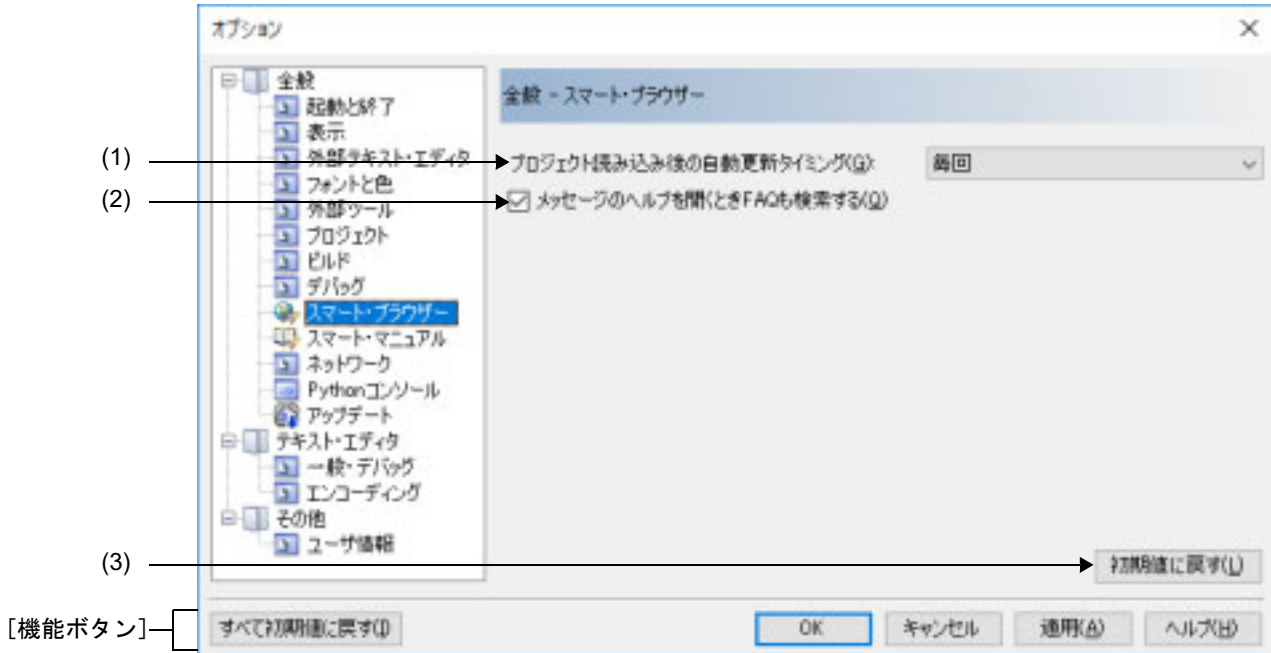 オプション
全般
起動と終了
表示
外部テキスト・エディタ
フォントと色
外部ツール
プロジェクト
ビルド
デバッグ
スマート・ブラウザー
スマート・マニュアル
ネットワーク
Pythonコンソール
アップデート
テキスト・エディタ
一般・デバッグ
エンコーディング
その他
ユーザ情報
全般 - スマート・ブラウザー
(1)
プロジェクト読み込み後の自動更新タイミング(G):
毎回
(2)
メッセージのヘルプを開くときFAQも検索する(Q)
(3)
初期値に戻す(L)
[機能ボタン]
すべて初期値に戻す(I)
OK
キャンセル
適用(A)
ヘルプ(H)